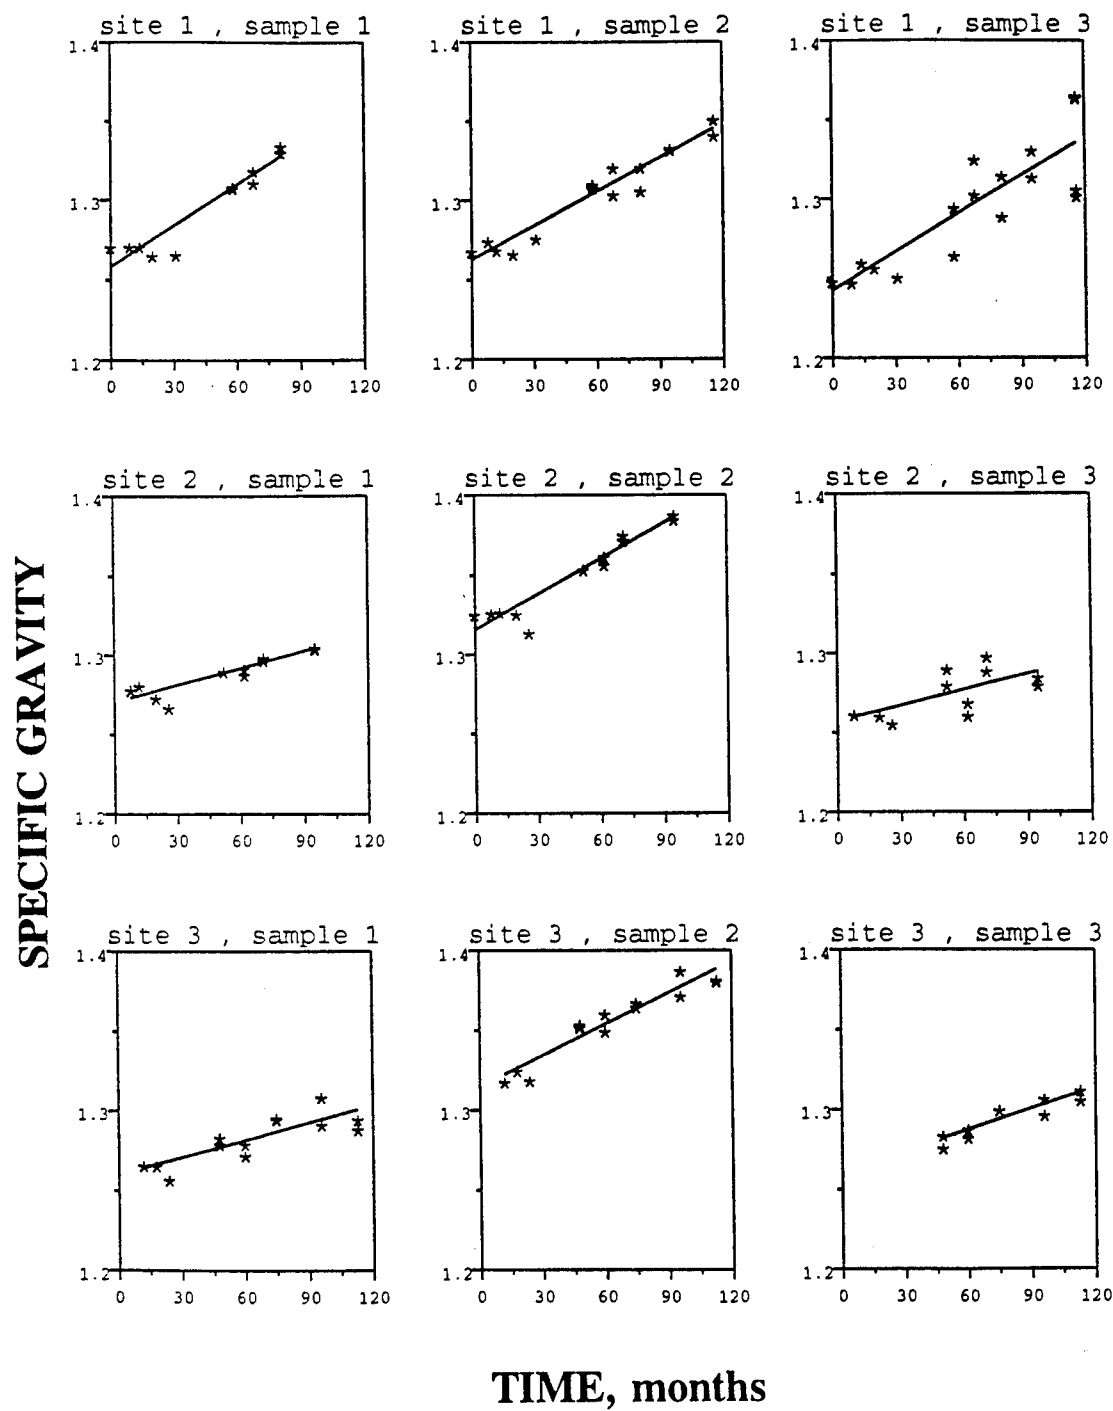 site 1 , sample 1
1.4
1.3
1.2
0 30 60 90 120
site 1 , sample 2
1.4
1.3
1.2
0 30 60 90 120
site 1 , sample 3
1.4
1.3
1.2
0 30 60 90 120
SPECIFIC GRAVITY
site 2 , sample 1
1.4
1.3
1.2
0 30 60 90 120
site 2 , sample 2
1.4
1.3
1.2
0 30 60 90 120
site 2 , sample 3
1.4
1.3
1.2
0 30 60 90 120
site 3 , sample 1
1.4
1.3
1.2
0 30 60 90 120
site 3 , sample 2
1.4
1.3
1.2
0 30 60 90 120
site 3 , sample 3
1.4
1.3
1.2
0 30 60 90 120
TIME, months